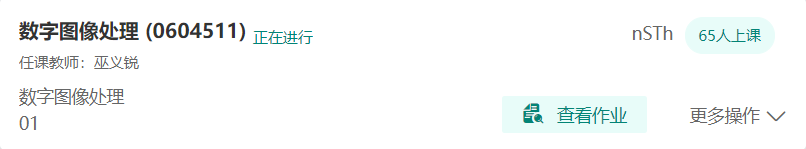 数字图像处理 (0604511) 正在进行 nSTh 65人上课
任课教师：巫义锐
数字图像处理
01 查看作业 更多操作